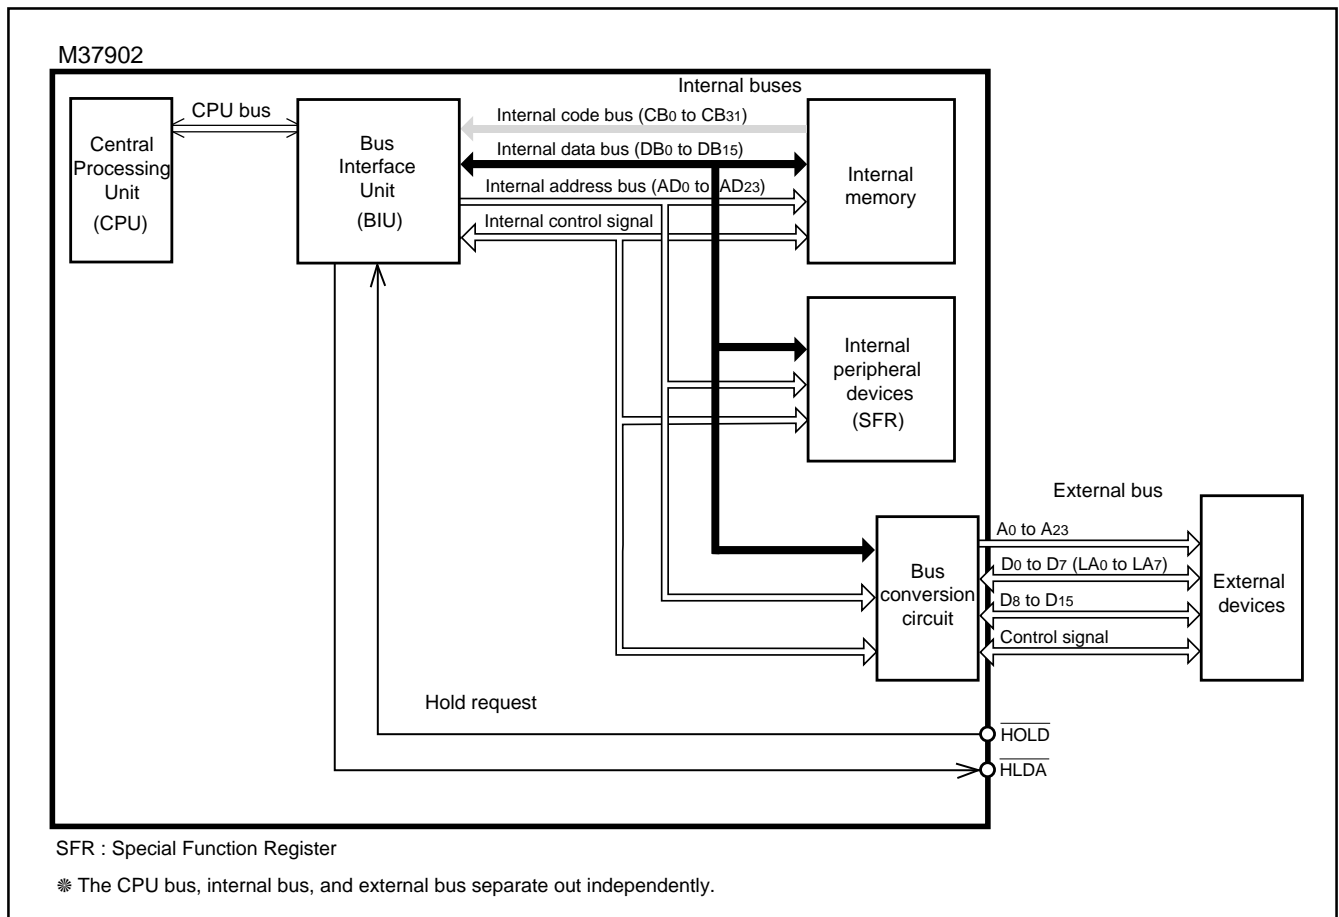 M37902
Internal buses
CPU bus
Internal code bus (CB0 to CB31)
Internal data bus (DB0 to DB15)
Internal address bus (AD0 to AD23)
Internal control signal
Central
Processing
Unit
(CPU)
Bus
Interface
Unit
(BIU)
Internal
memory
Internal
peripheral
devices
(SFR)
External bus
Bus
conversion
circuit
A0 to A23
D0 to D7 (LA0 to LA7)
D8 to D15
Control signal
External
devices
Hold request
HOLD
HLDA
SFR : Special Function Register
❊ The CPU bus, internal bus, and external bus separate out independently.